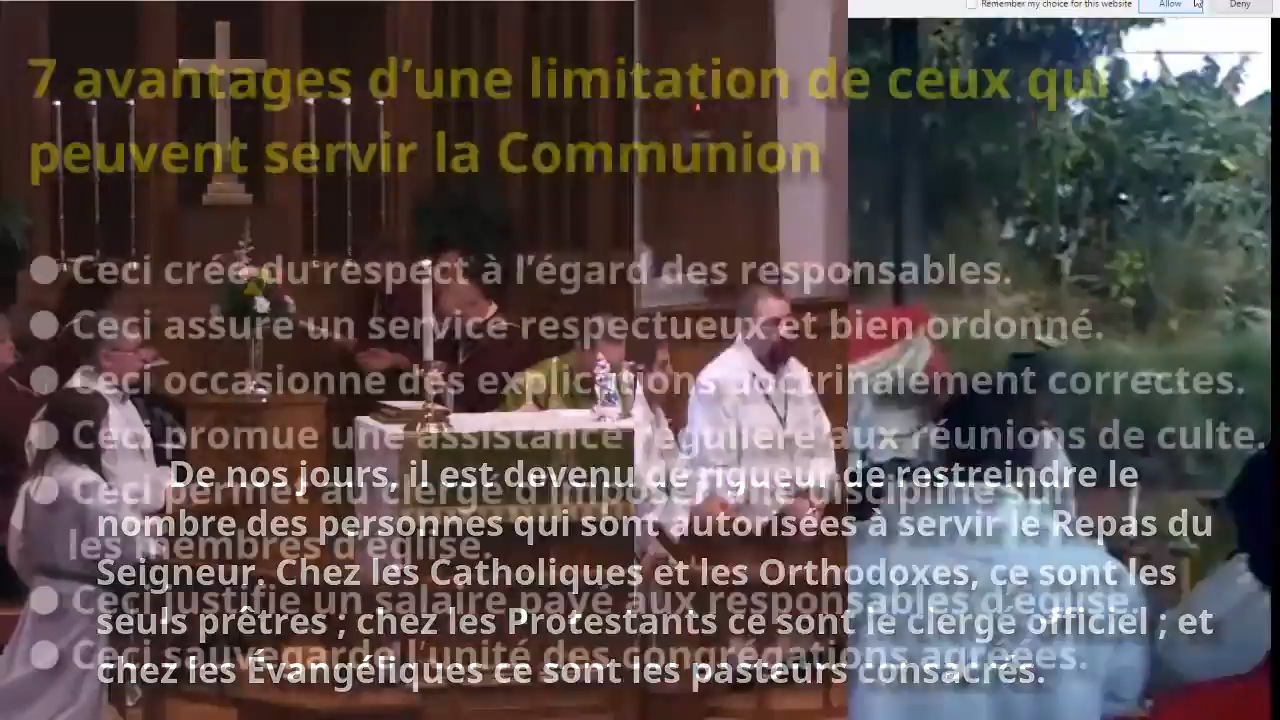 Remember my choice for this website
Allow
Deny
7 avantages d’une limitation de ceux qui
peuvent servir la Communion
● Ceci crée du respect à l’égard des responsables.
● Ceci assure un service respectueux et bien ordonné.
● Ceci occasionne des explications doctrinalement correctes.
● Ceci promue une assistance régulière aux réunions de culte.
De nos jours, il est devenu de rigueur de restreindre le
● Ceci permet au clergé d’imposer une discipline sur
nombre des personnes qui sont autorisées à servir le Repas du
les membres d’église.
Seigneur. Chez les Catholiques et les Orthodoxes, ce sont les
● Ceci justifie un salaire payé aux responsables d’église.
seuls prêtres ; chez les Protestants ce sont le clergé officiel ; et
● Ceci sauvegarde l’unité des congrégations agréées.
chez les Évangéliques ce sont les pasteurs consacrés.